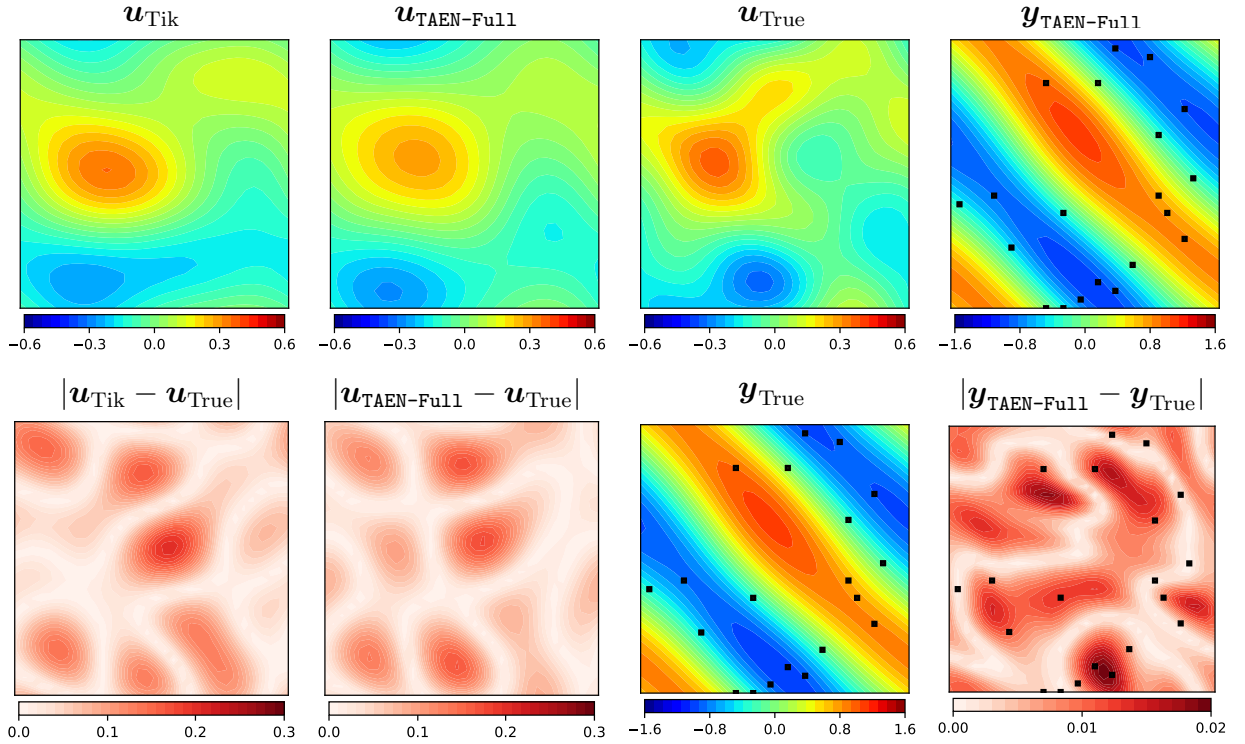 u_Tik u_TAEN-Full u_True y_TAEN-Full
−0.6 −0.3 0.0 0.3 0.6 −0.6 −0.3 0.0 0.3 0.6 −0.6 −0.3 0.0 0.3 0.6 −1.6 −0.8 0.0 0.8 1.6
|u_Tik − u_True| |u_TAEN-Full − u_True| y_True |y_TAEN-Full − y_True|
0.0 0.1 0.2 0.3 0.0 0.1 0.2 0.3 −1.6 −0.8 0.0 0.8 1.6 0.00 0.01 0.02